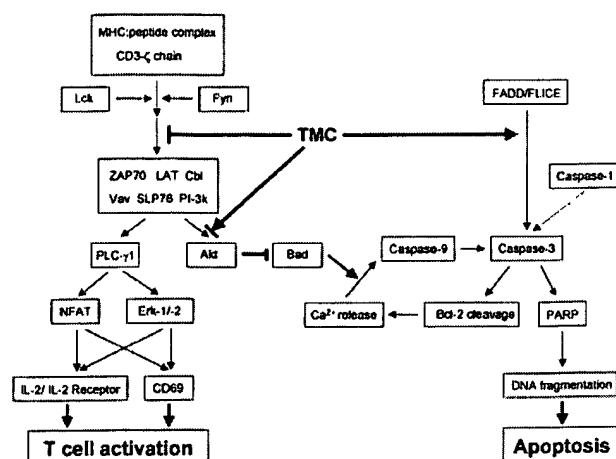 MHC:peptide complex
CD3-ζ chain
Lck
Fyn
FADD/FLICE
TMC
ZAP70 LAT Cbl
Vav SLP76 PI-3k
Caspase-1
PLC-γ1
Akt
Bad
Caspase-9
Caspase-3
NFAT
Erk-1/-2
Ca²⁺ release
Bcl-2 cleavage
PARP
IL-2/ IL-2 Receptor
CD69
DNA fragmentation
T cell activation
Apoptosis